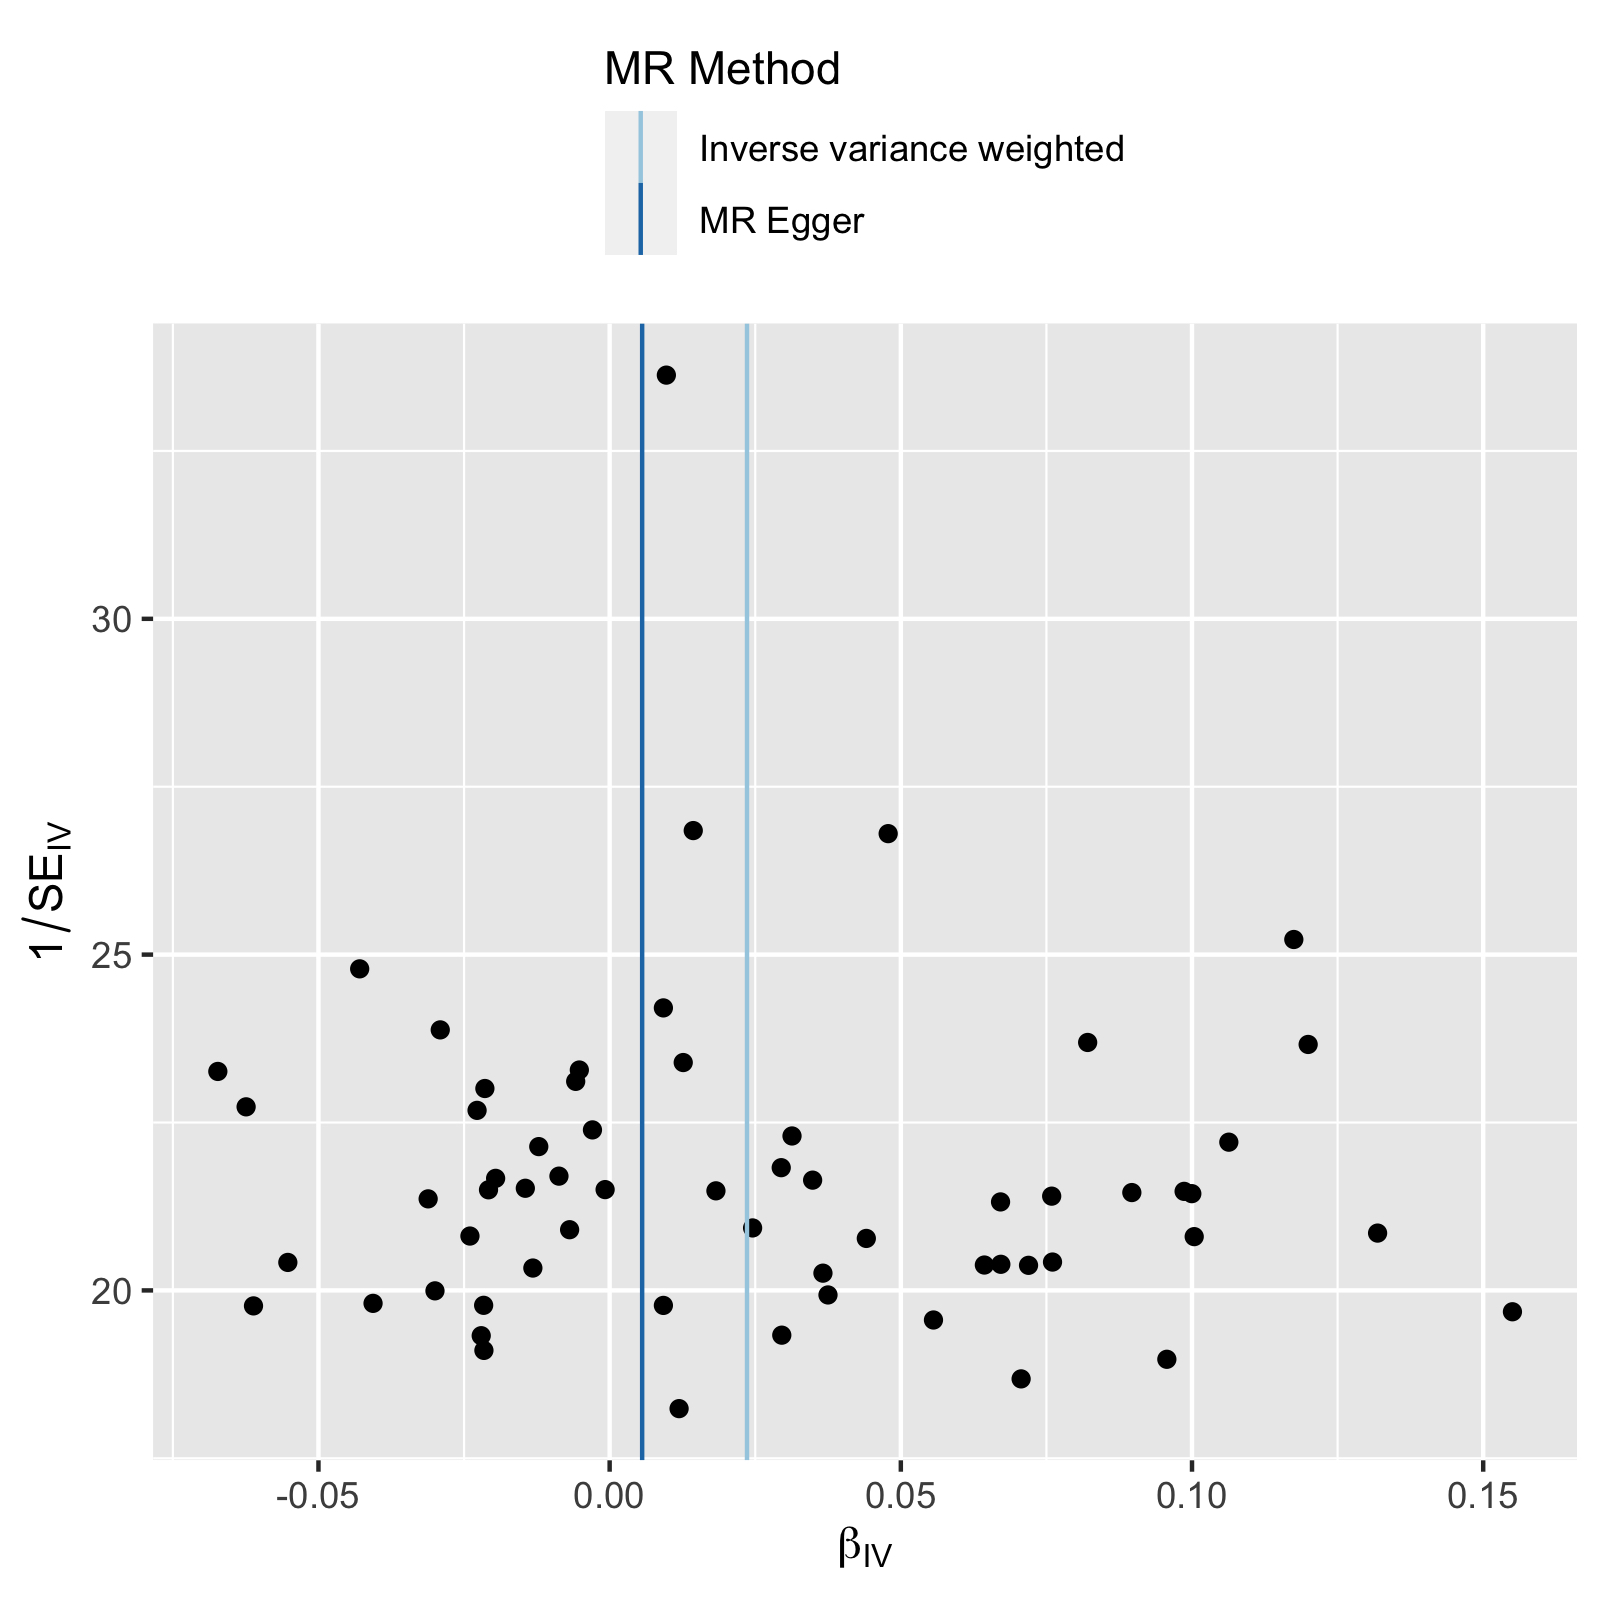 MR Method
Inverse variance weighted
MR Egger
30
25
20
1/SE_IV
-0.05 0.00 0.05 0.10 0.15
β_IV